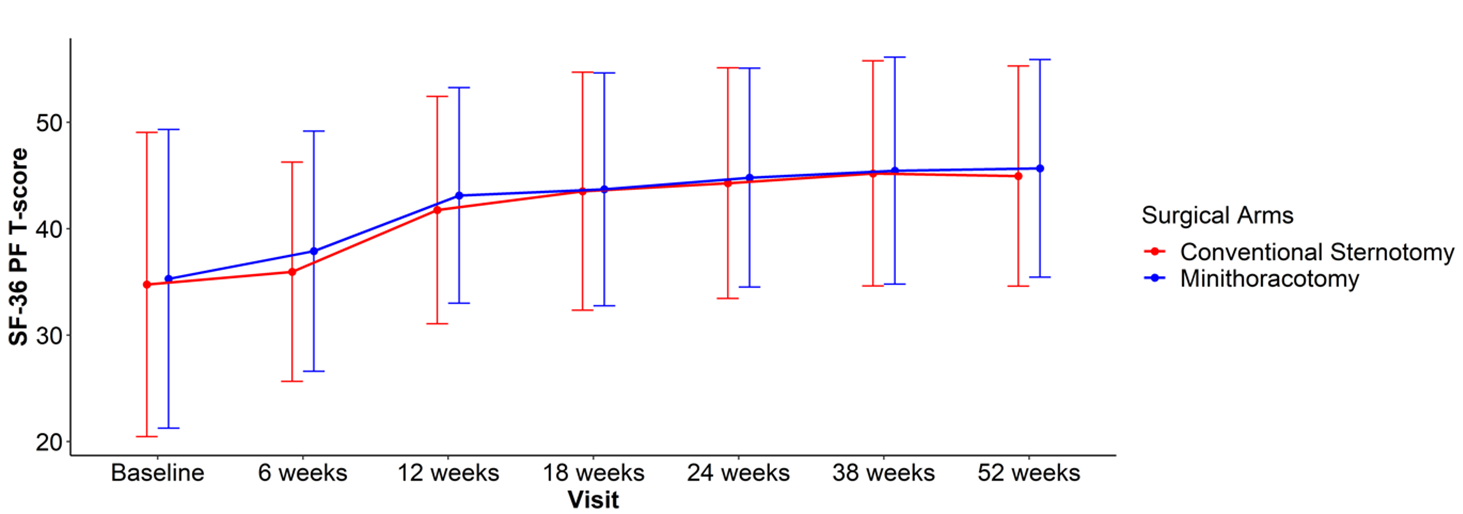 SF-36 PF T-score
50
40
30
20
Baseline 6 weeks 12 weeks 18 weeks 24 weeks 38 weeks 52 weeks
Visit
Surgical Arms
Conventional Sternotomy
Minithoracotomy